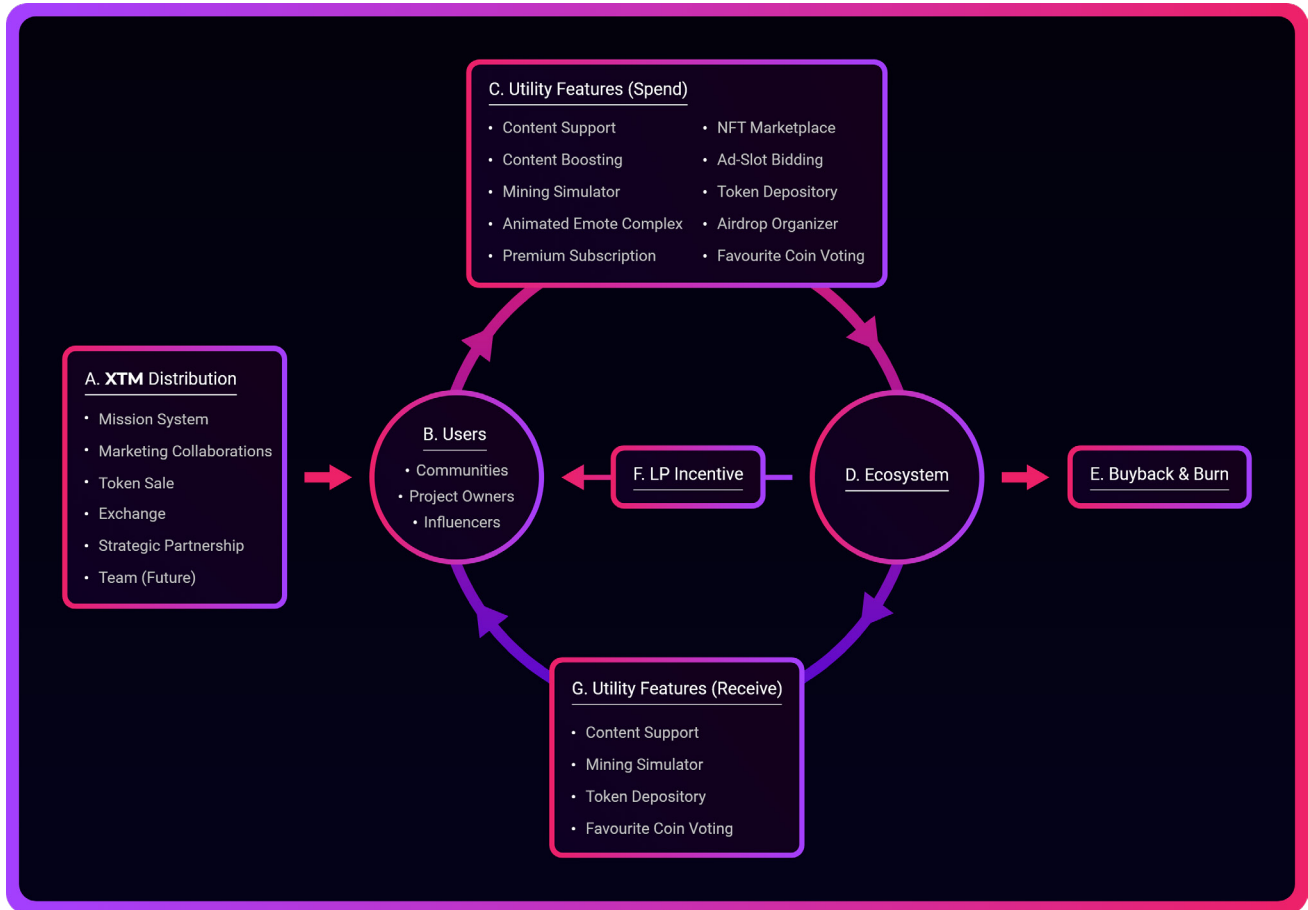 C. Utility Features (Spend)
• Content Support
• Content Boosting
• Mining Simulator
• Animated Emote Complex
• Premium Subscription
• NFT Marketplace
• Ad-Slot Bidding
• Token Depository
• Airdrop Organizer
• Favourite Coin Voting
A. XTM Distribution
• Mission System
• Marketing Collaborations
• Token Sale
• Exchange
• Strategic Partnership
• Team (Future)
B. Users
• Communities
• Project Owners
• Influencers
F. LP Incentive
D. Ecosystem
E. Buyback & Burn
G. Utility Features (Receive)
• Content Support
• Mining Simulator
• Token Depository
• Favourite Coin Voting